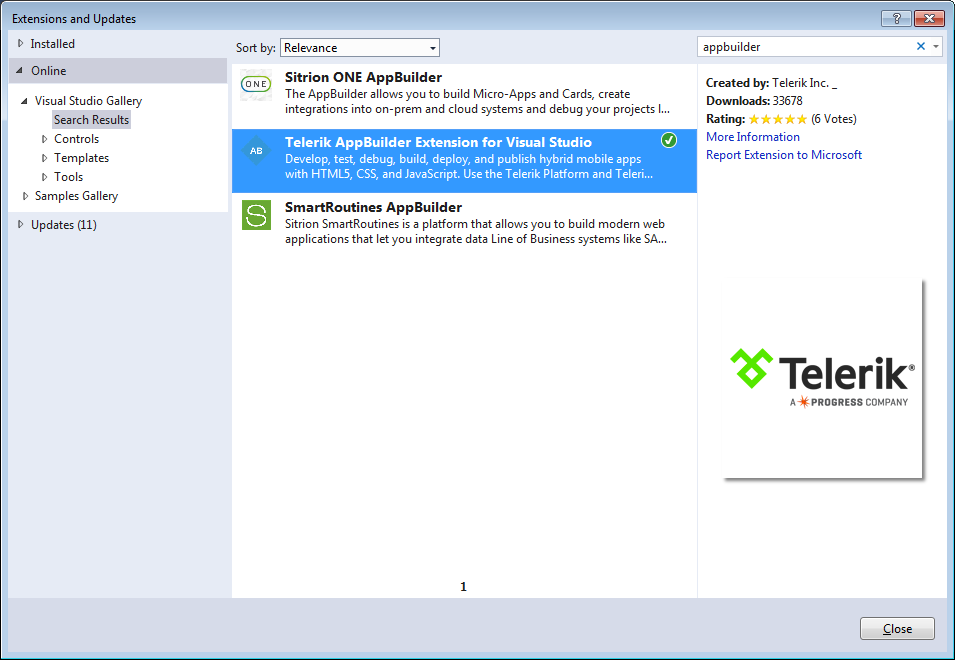 Extensions and Updates
?
Installed
Online
Visual Studio Gallery
Search Results
Controls
Templates
Tools
Samples Gallery
Updates (11)
Sort by: Relevance
ONE
Sitrion ONE AppBuilder
The AppBuilder allows you to build Micro-Apps and Cards, create
integrations into on-prem and cloud systems and debug your projects l...
AB
Telerik AppBuilder Extension for Visual Studio
Develop, test, debug, build, deploy, and publish hybrid mobile apps
with HTML5, CSS, and JavaScript. Use the Telerik Platform and Teleri...
SmartRoutines AppBuilder
Sitrion SmartRoutines is a platform that allows you to build modern web
applications that let you integrate data Line of Business systems like SA...
1
appbuilder
Created by: Telerik Inc. _
Downloads: 33678
Rating: (6 Votes)
More Information
Report Extension to Microsoft
Telerik®
A PROGRESS COMPANY
Close